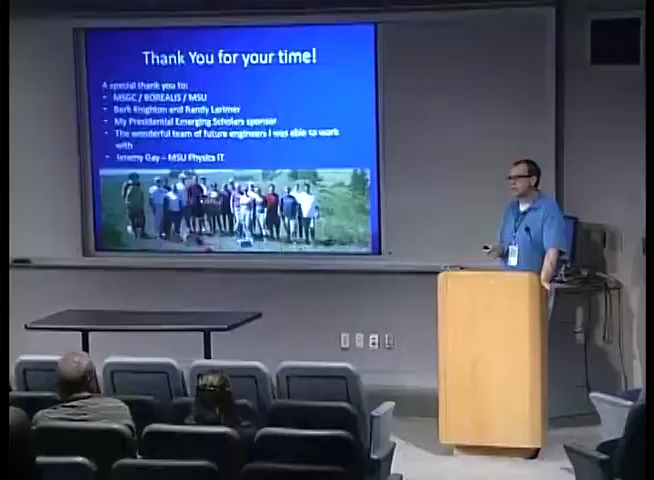 Thank You for your time!
A special thank you to:
- MSGC / BOREALIS / MSU
- Berk Knighton and Randy Larimer
- My Presidential Emerging Scholars sponsor
- The wonderful team of future engineers I was able to work
with
- Jeremy Gay – MSU Physics IT